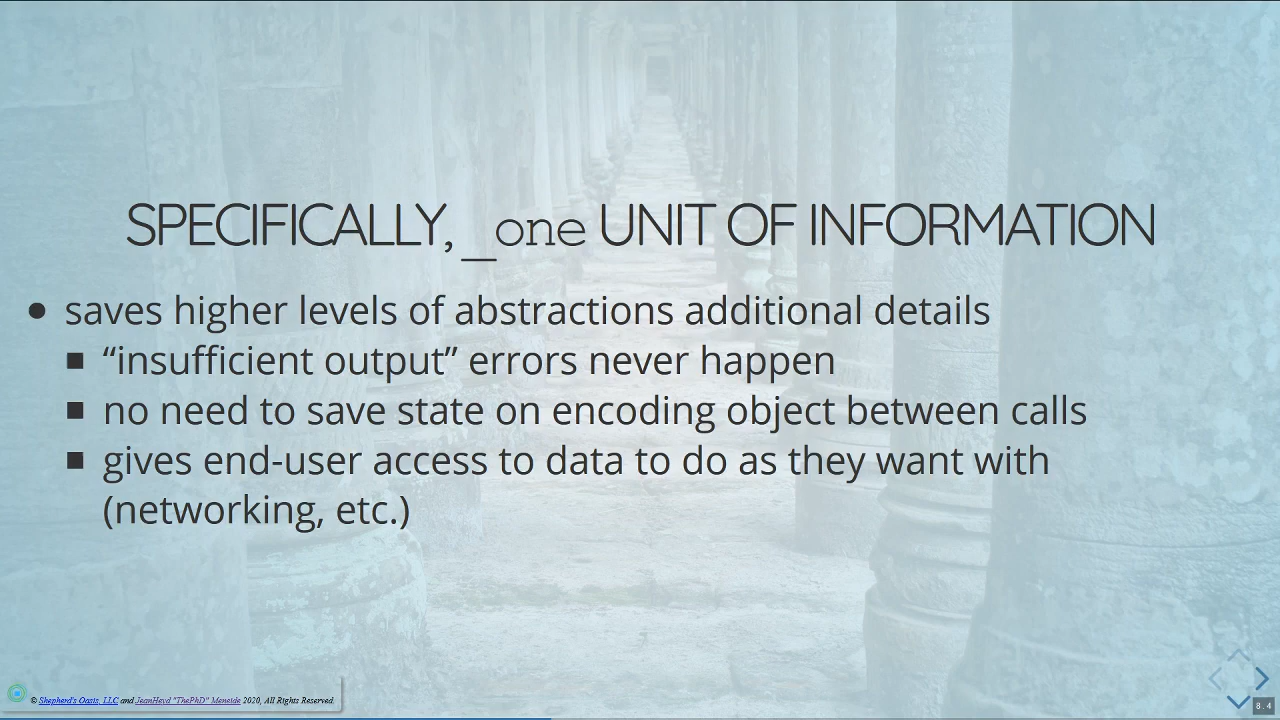 SPECIFICALLY, _one UNIT OF INFORMATION
● saves higher levels of abstractions additional details
■ “insufficient output” errors never happen
■ no need to save state on encoding object between calls
■ gives end-user access to data to do as they want with
(networking, etc.)
© Shepherd's Oasis, LLC and JeanHeyd "ThePhD" Meneide 2020, All Rights Reserved.
8.4